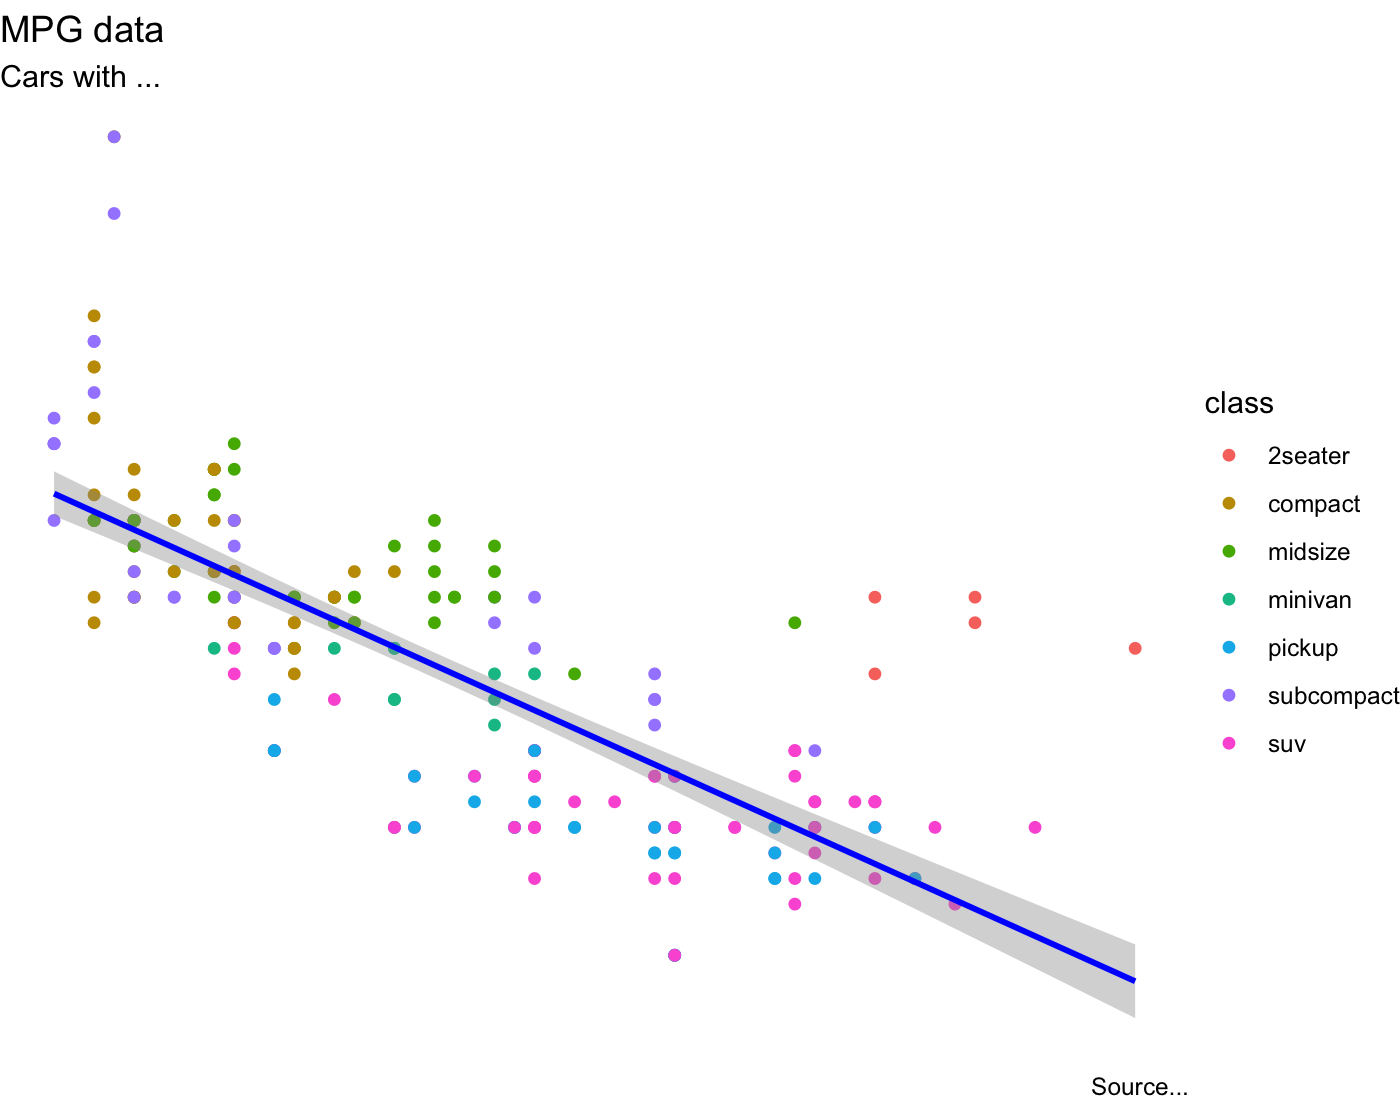 MPG data
Cars with ...
class
2seater
compact
midsize
minivan
pickup
subcompact
suv
Source...